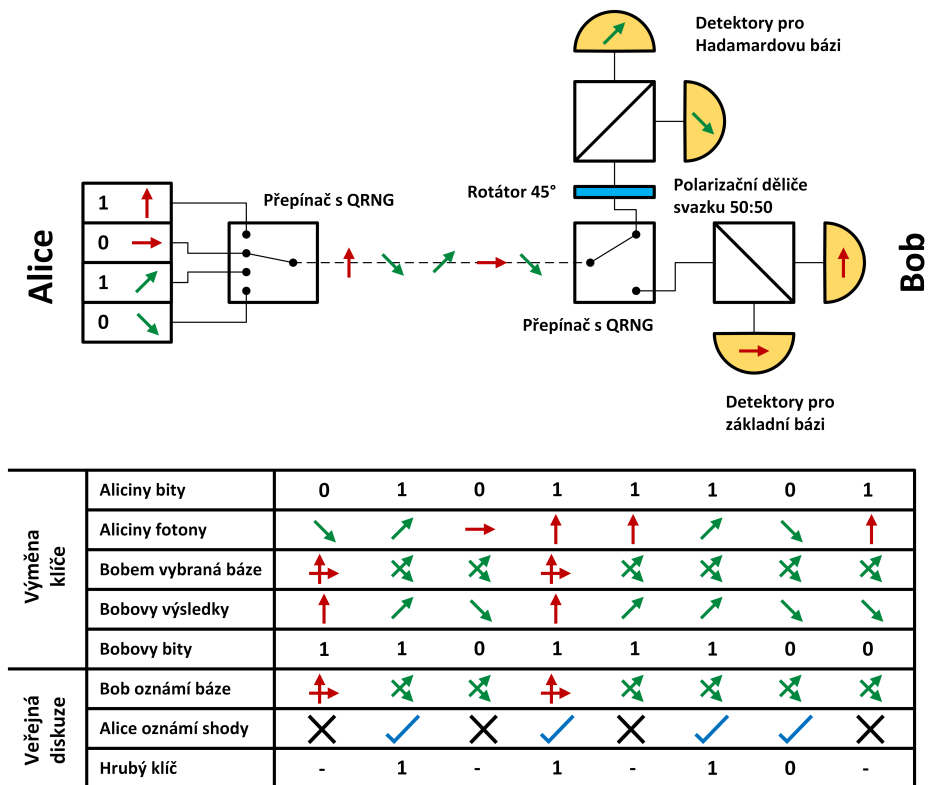 Detektory pro
Hadamardovu bázi
Rotátor 45°
Polarizační děliče
svazku 50:50
Přepínač s QRNG
Alice
1
0
1
0
Bob
Přepínač s QRNG
Detektory pro
základní bázi
Výměna
klíče
Aliciny bity 0 1 0 1 1 1 0 1
Aliciny fotony
Bobem vybraná báze
Bobovy výsledky
Bobovy bity 1 1 0 1 1 1 0 0
Veřejná
diskuze
Bob oznámí báze
Alice oznámí shody
Hrubý klíč - 1 - 1 - 1 0 -